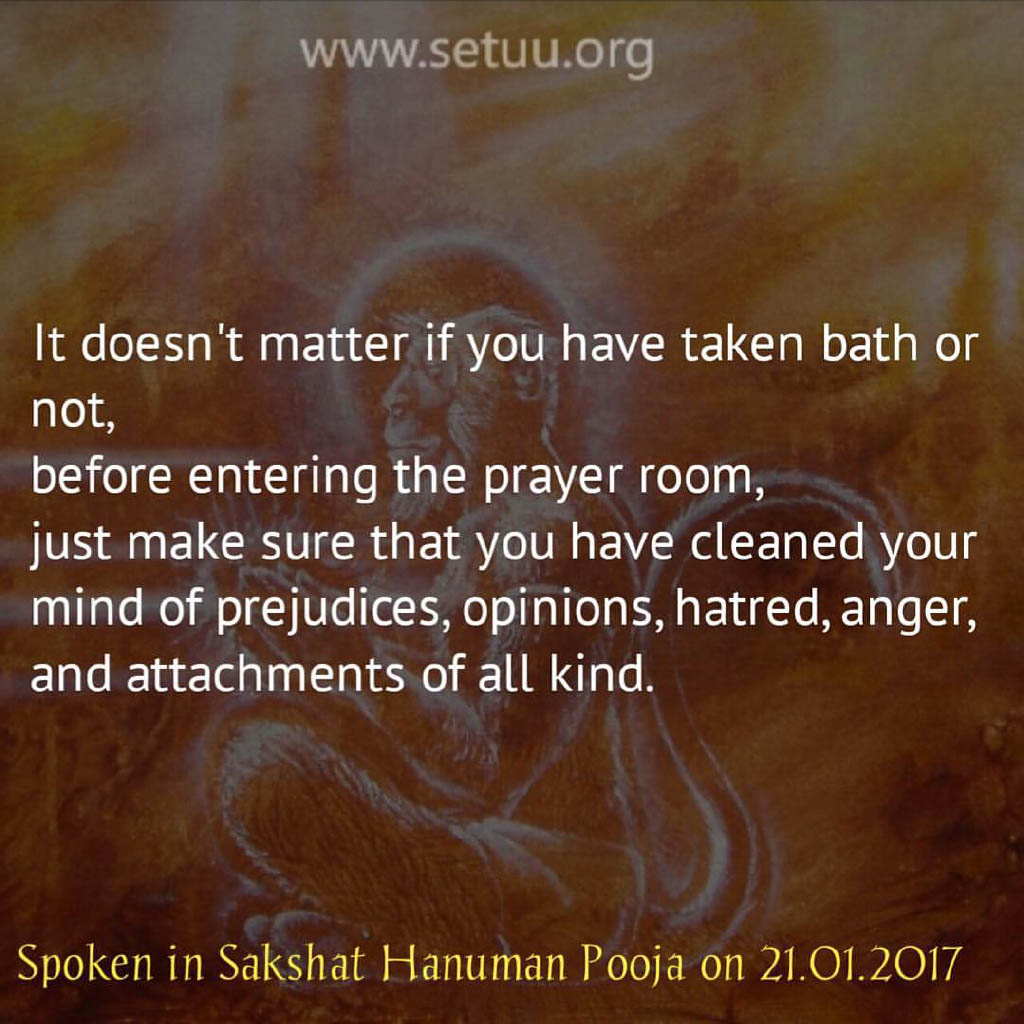 www.setuu.org
It doesn't matter if you have taken bath or
not,
before entering the prayer room,
just make sure that you have cleaned your
mind of prejudices, opinions, hatred, anger,
and attachments of all kind.
Spoken in Sakshat Hanuman Pooja on 21.01.2017